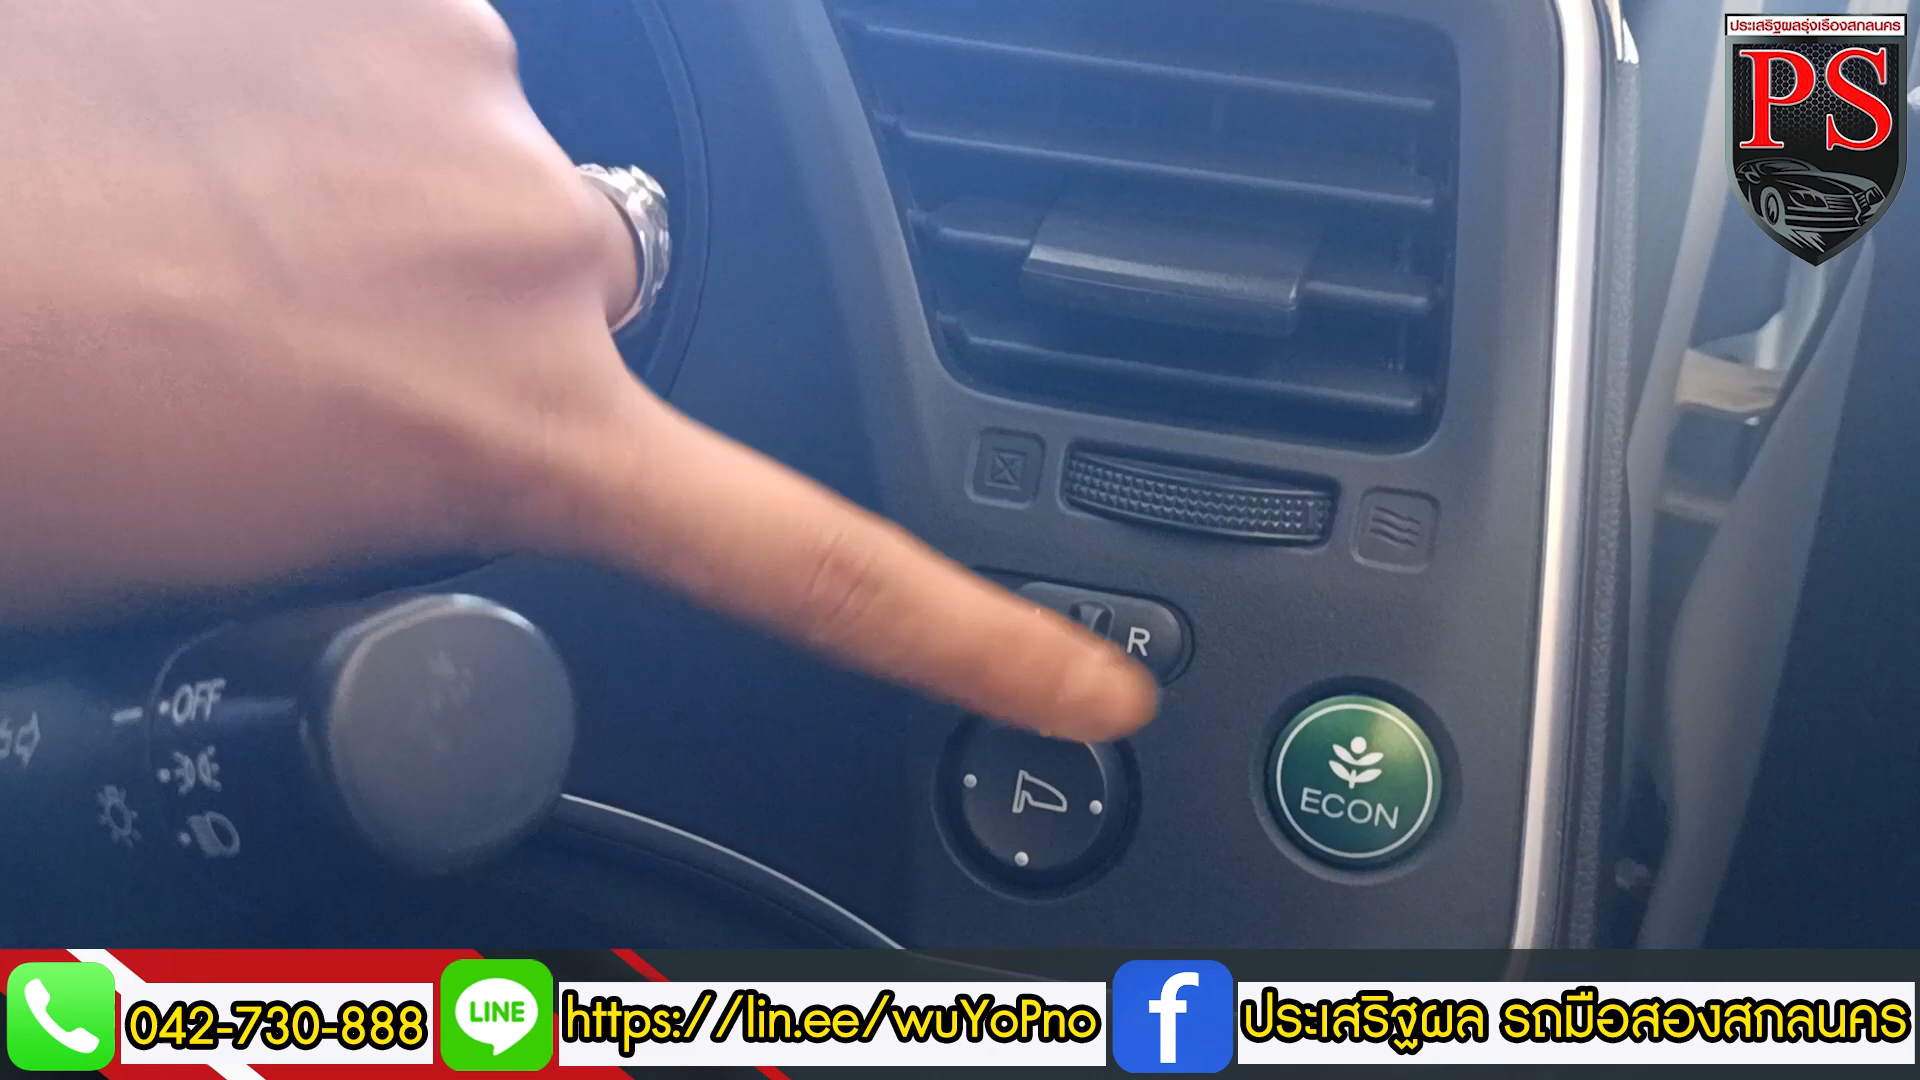 ประเสริฐผลรุ่งเรืองสกลนคร
PS
R
OFF
ECON
042-730-888
LINE
https://lin.ee/wuYoPno
ประเสริฐผล รถมือสองสกลนคร